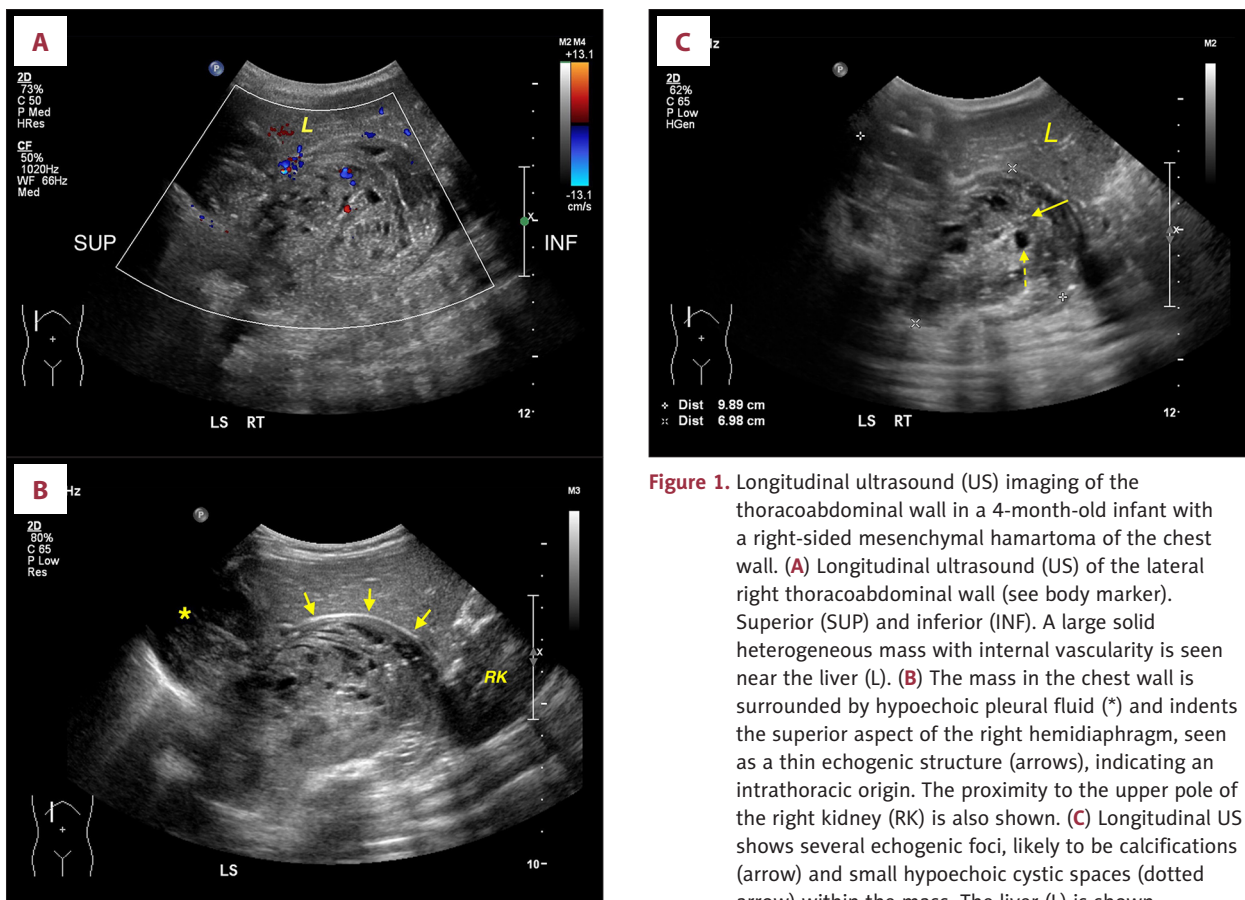 A
P
2D
73%
C 50
P Med
HRes
CF
50%
1020Hz
WF 66Hz
Med
M2 M4
+13.1
-13.1
cm/s
L
x
SUP
INF
LS RT
12
B
Hz
P
2D
80%
C 65
P Low
Res
M3
*
RK
x
LS
10
C
Hz
P
2D
62%
C 65
P Low
HGen
M2
L
x
Dist 9.89 cm
Dist 6.98 cm
LS RT
12
Figure 1. Longitudinal ultrasound (US) imaging of the
thoracoabdominal wall in a 4-month-old infant with
a right-sided mesenchymal hamartoma of the chest
wall. (A) Longitudinal ultrasound (US) of the lateral
right thoracoabdominal wall (see body marker).
Superior (SUP) and inferior (INF). A large solid
heterogeneous mass with internal vascularity is seen
near the liver (L). (B) The mass in the chest wall is
surrounded by hypoechoic pleural fluid (*) and indents
the superior aspect of the right hemidiaphragm, seen
as a thin echogenic structure (arrows), indicating an
intrathoracic origin. The proximity to the upper pole of
the right kidney (RK) is also shown. (C) Longitudinal US
shows several echogenic foci, likely to be calcifications
(arrow) and small hypoechoic cystic spaces (dotted
arrow) within the mass. The liver (L) is shown